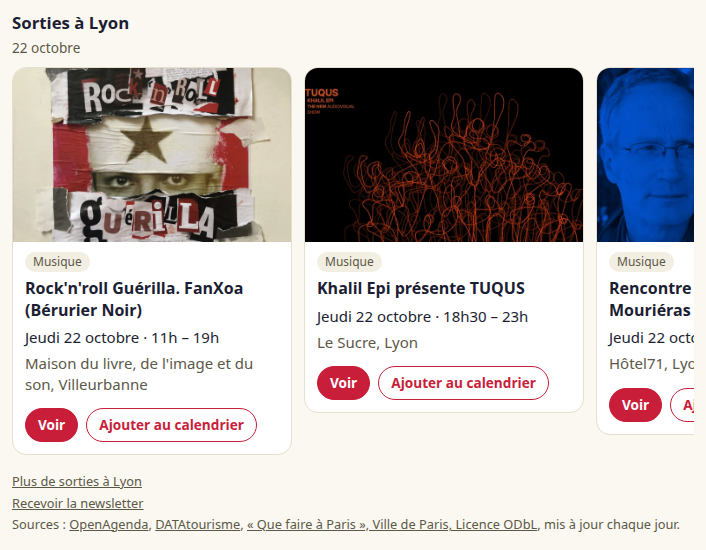 Sorties à Lyon
22 octobre
Rock'n'Roll
GuéRiLLA
TUQUS
KHALIL EPI
THE NEW AUDIOVISUAL
SHOW
Musique
Rock'n'roll Guérilla. FanXoa
(Bérurier Noir)
Jeudi 22 octobre · 11h – 19h
Maison du livre, de l'image et du
son, Villeurbanne
Voir
Ajouter au calendrier
Musique
Khalil Epi présente TUQUS
Jeudi 22 octobre · 18h30 – 23h
Le Sucre, Lyon
Voir
Ajouter au calendrier
Musique
Rencontre
Mouriéras
Jeudi 22 octo
Hôtel71, Lyo
Voir
Aj
Plus de sorties à Lyon
Recevoir la newsletter
Sources : OpenAgenda, DATAtourisme, « Que faire à Paris », Ville de Paris, Licence ODbL, mis à jour chaque jour.